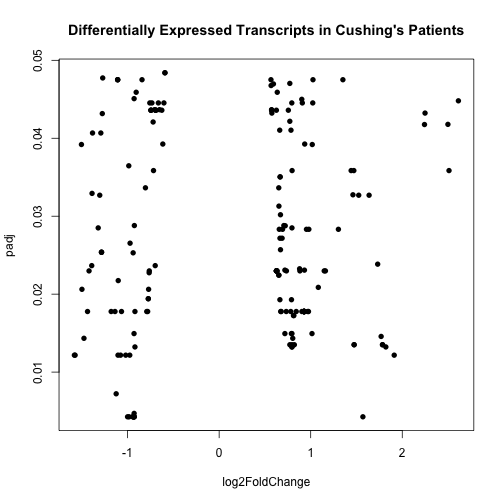 Differentially Expressed Transcripts in Cushing's Patients
0.05
0.04
0.03
0.02
0.01
padj
-1 0 1 2
log2FoldChange